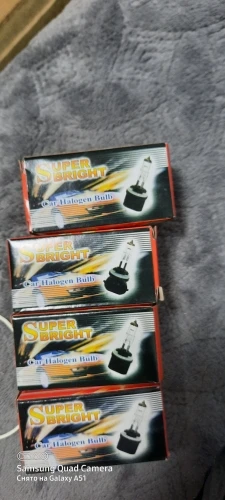 SUPER
BRIGHT
Car Halogen Bulb
SUPER
BRIGHT
Car Halogen Bulb
SUPER
BRIGHT
Car Halogen Bulb
SUPER
BRIGHT
Car Halogen Bulb
Samsung Quad Camera
Снято на Galaxy A51